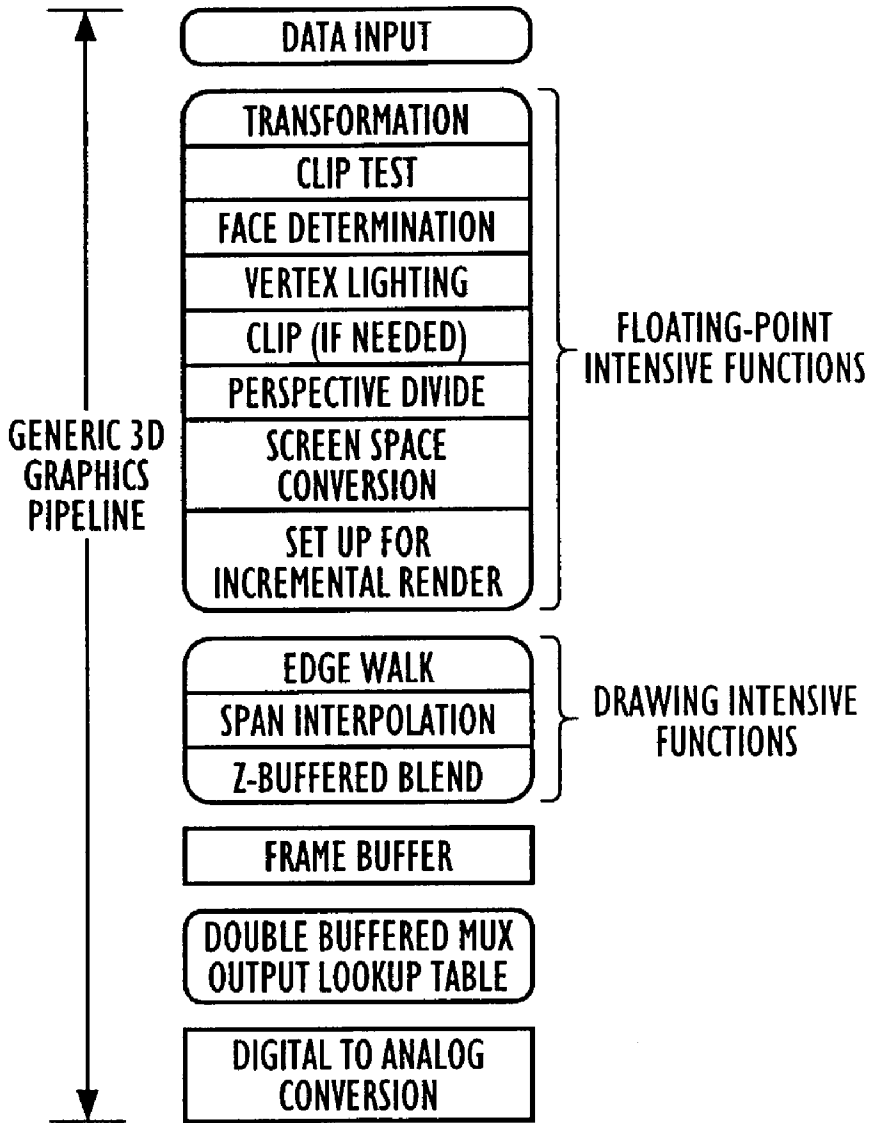 DATA INPUT
TRANSFORMATION
CLIP TEST
FACE DETERMINATION
VERTEX LIGHTING
CLIP (IF NEEDED)
PERSPECTIVE DIVIDE
SCREEN SPACE
CONVERSION
SET UP FOR
INCREMENTAL RENDER
FLOATING-POINT
INTENSIVE FUNCTIONS
GENERIC 3D
GRAPHICS
PIPELINE
EDGE WALK
SPAN INTERPOLATION
Z-BUFFERED BLEND
DRAWING INTENSIVE
FUNCTIONS
FRAME BUFFER
DOUBLE BUFFERED MUX
OUTPUT LOOKUP TABLE
DIGITAL TO ANALOG
CONVERSION